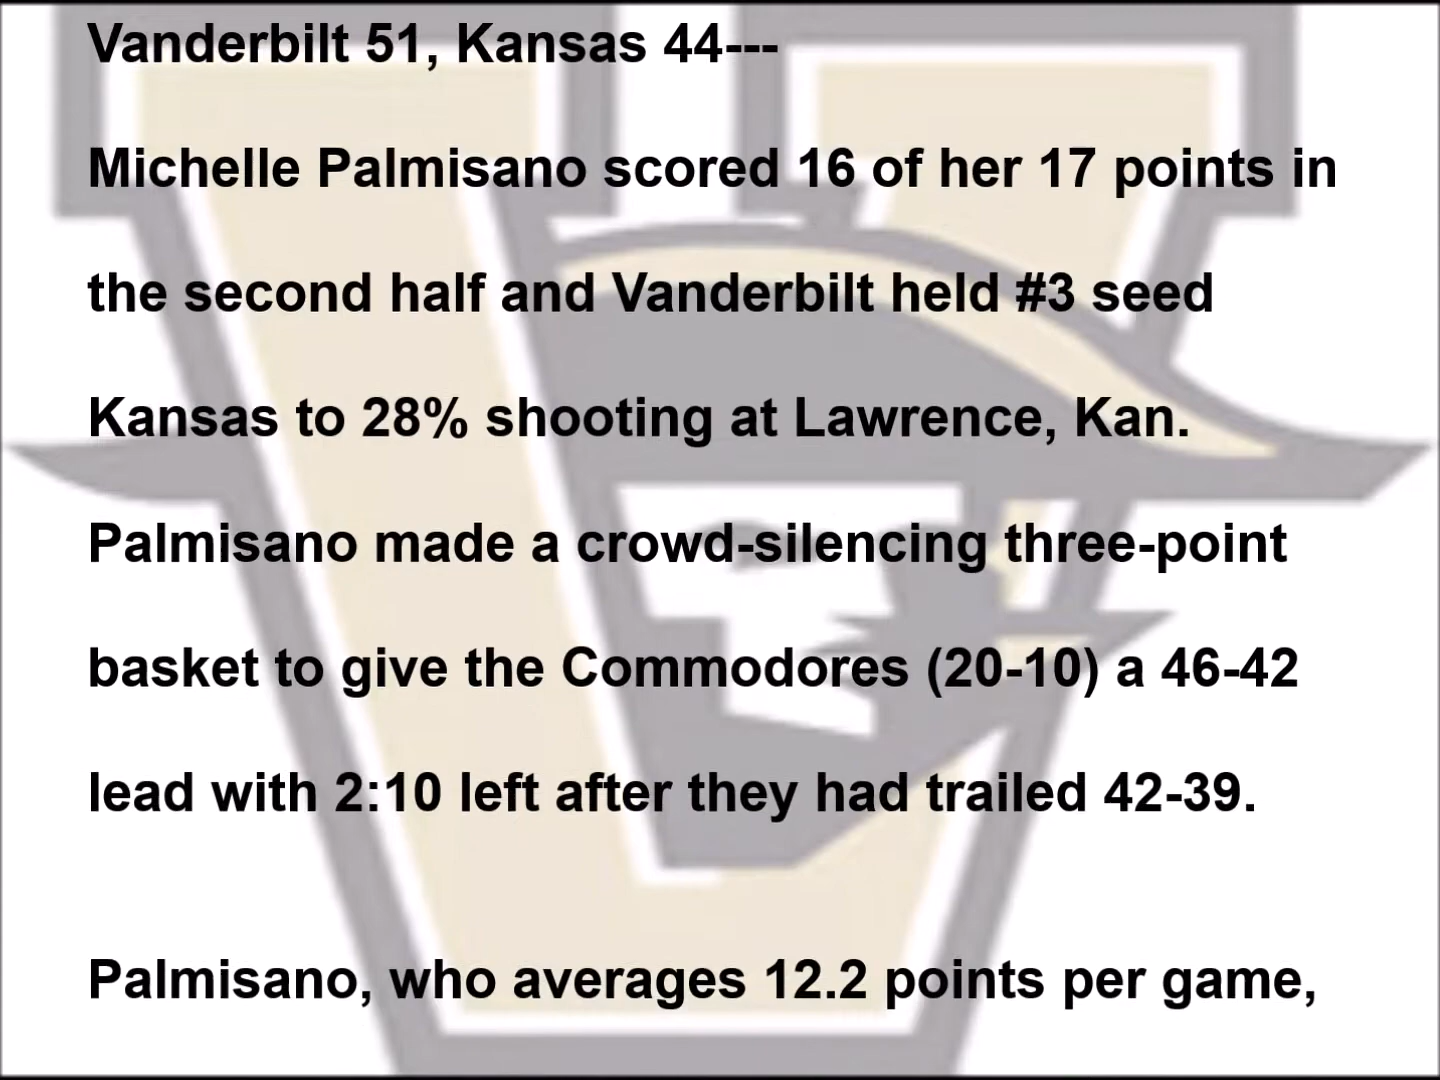 Vanderbilt 51, Kansas 44---
Michelle Palmisano scored 16 of her 17 points in
the second half and Vanderbilt held #3 seed
Kansas to 28% shooting at Lawrence, Kan.
Palmisano made a crowd-silencing three-point
basket to give the Commodores (20-10) a 46-42
lead with 2:10 left after they had trailed 42-39.
Palmisano, who averages 12.2 points per game,